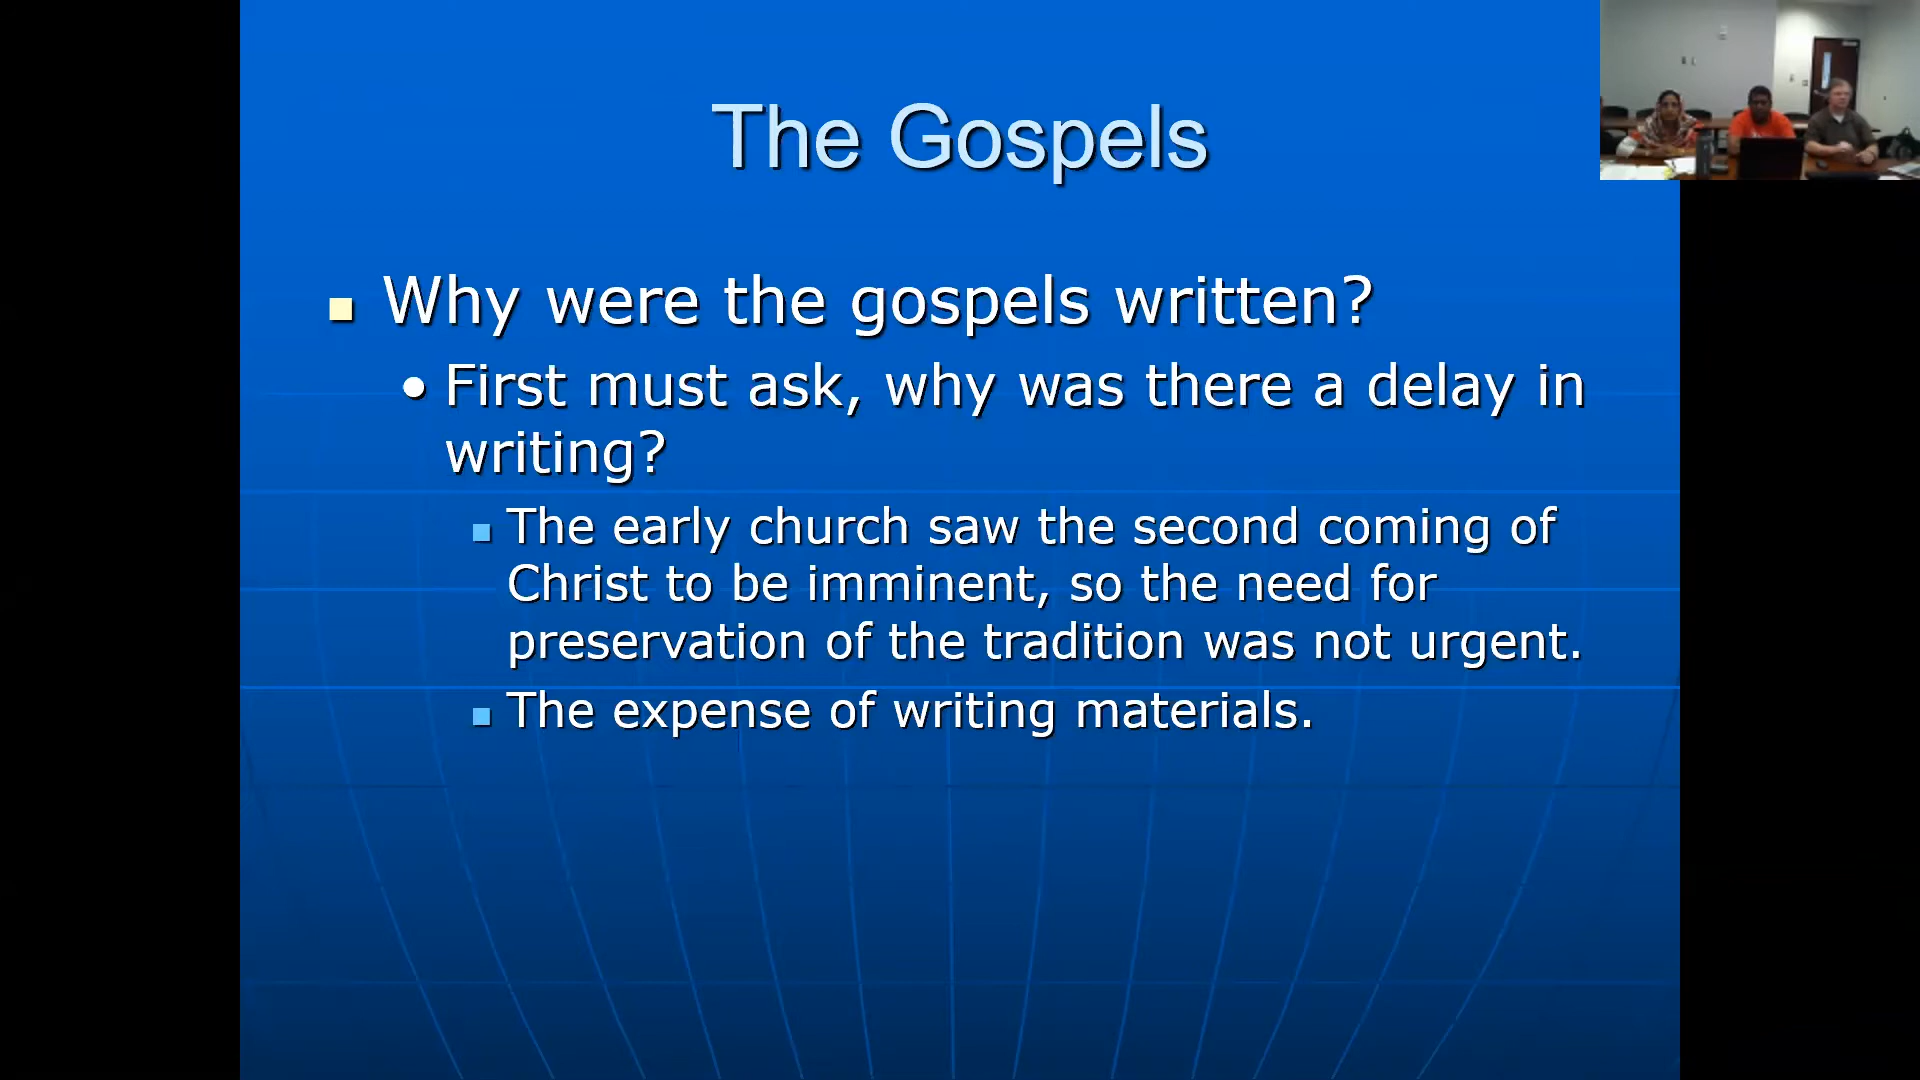 The Gospels
Why were the gospels written?
First must ask, why was there a delay in
writing?
The early church saw the second coming of
Christ to be imminent, so the need for
preservation of the tradition was not urgent.
The expense of writing materials.